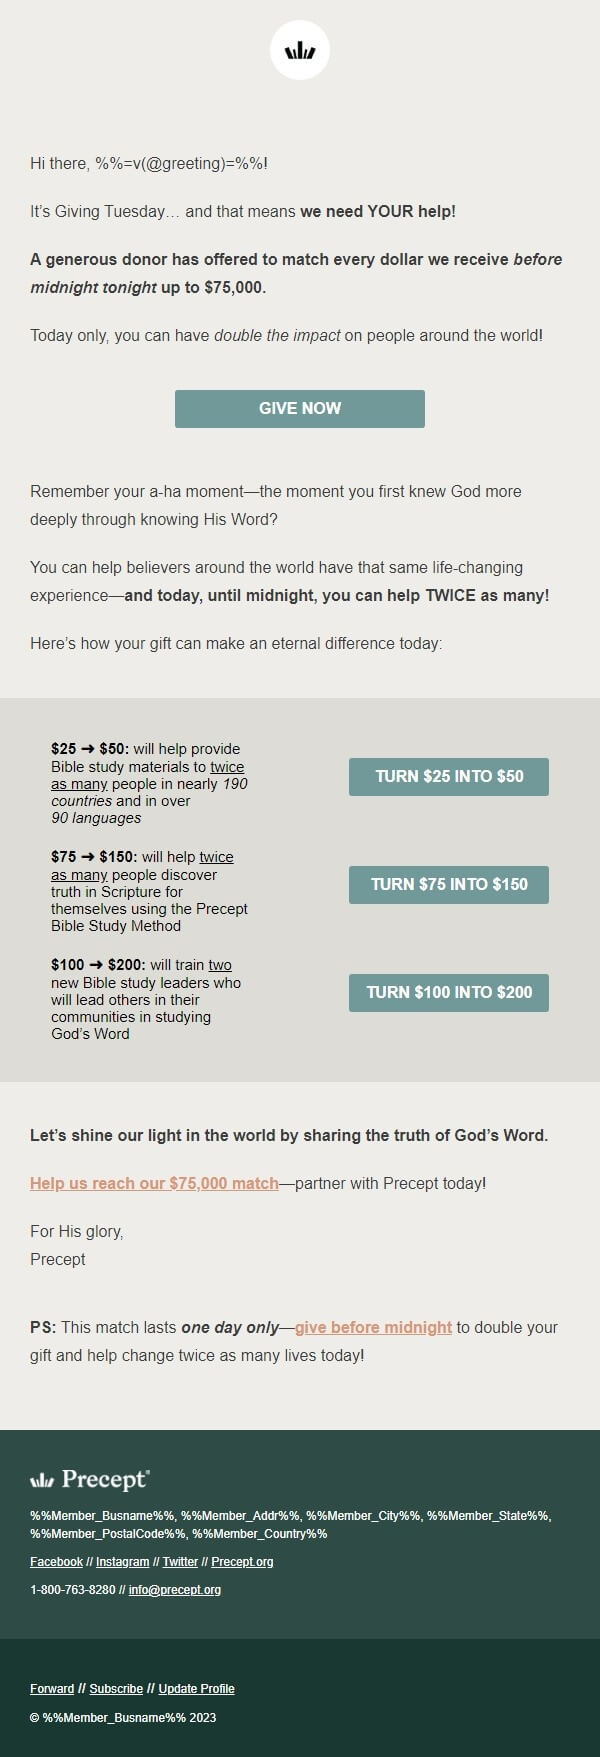 Hi there, %%=v(@greeting)=%%!
It’s Giving Tuesday… and that means we need YOUR help!
A generous donor has offered to match every dollar we receive before
midnight tonight up to $75,000.
Today only, you can have double the impact on people around the world!
GIVE NOW
Remember your a-ha moment—the moment you first knew God more
deeply through knowing His Word?
You can help believers around the world have that same life-changing
experience—and today, until midnight, you can help TWICE as many!
Here’s how your gift can make an eternal difference today:
$25 ➜ $50: will help provide
Bible study materials to twice
as many people in nearly 190
countries and in over
90 languages
TURN $25 INTO $50
$75 ➜ $150: will help twice
as many people discover
truth in Scripture for
themselves using the Precept
Bible Study Method
TURN $75 INTO $150
$100 ➜ $200: will train two
new Bible study leaders who
will lead others in their
communities in studying
God’s Word
TURN $100 INTO $200
Let’s shine our light in the world by sharing the truth of God’s Word.
Help us reach our $75,000 match—partner with Precept today!
For His glory,
Precept
PS: This match lasts one day only—give before midnight to double your
gift and help change twice as many lives today!
Precept®
%%Member_Busname%%, %%Member_Addr%%, %%Member_City%%, %%Member_State%%,
%%Member_PostalCode%%, %%Member_Country%%
Facebook // Instagram // Twitter // Precept.org
1-800-763-8280 // info@precept.org
Forward // Subscribe // Update Profile
© %%Member_Busname%% 2023